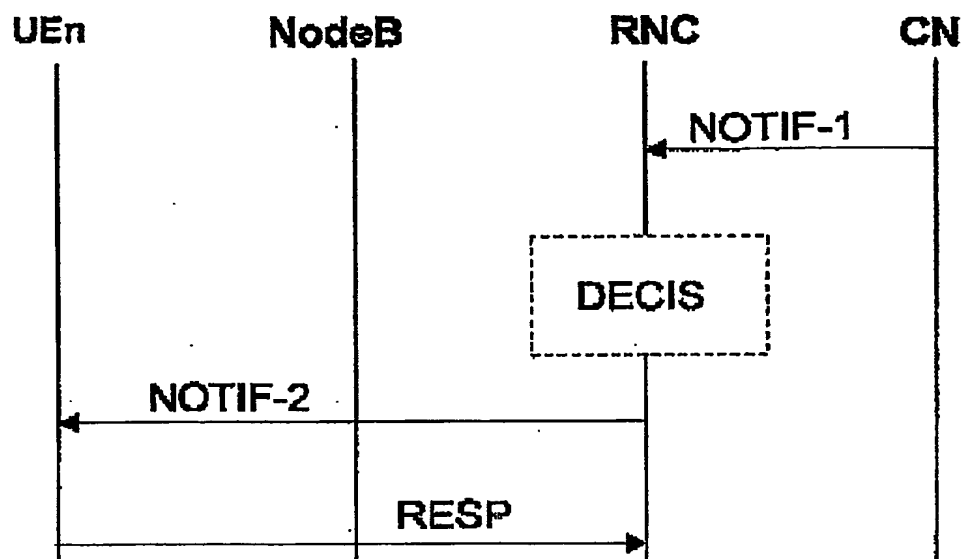 UEn NodeB RNC CN
NOTIF-1
DECIS
NOTIF-2
RESP